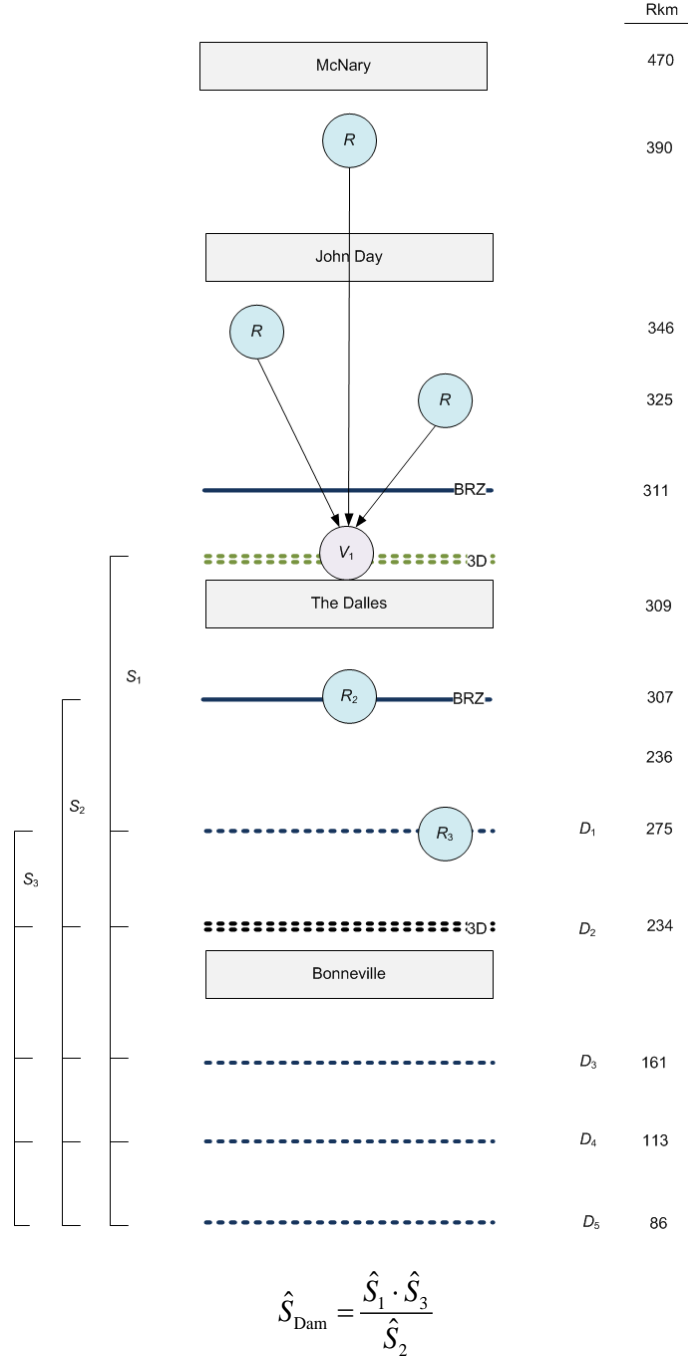 Rkm
McNary 470
R 390
John Day
R 346
R 325
BRZ 311
V₁
3D
The Dalles 309
S₁
R₂ BRZ 307
236
S₂
R₃ D₁ 275
S₃
3D D₂ 234
Bonneville
D₃ 161
D₄ 113
D₅ 86
Ŝ_Dam = Ŝ₁ · Ŝ₃ / Ŝ₂